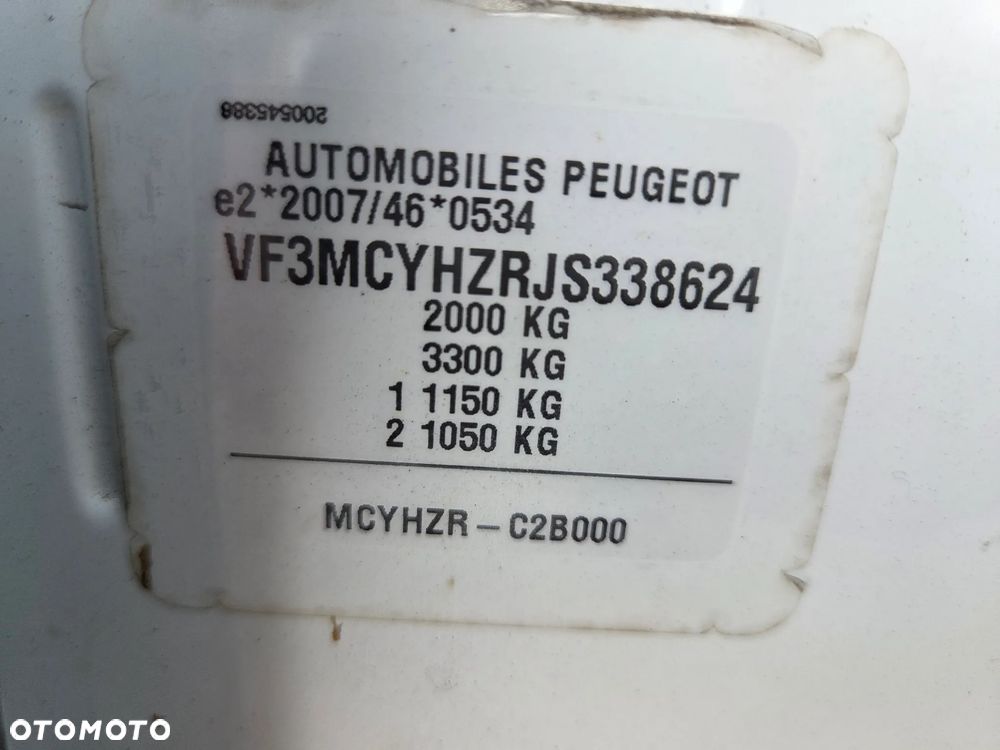 200545388
AUTOMOBILES PEUGEOT
e2*2007/46*0534
VF3MCYHZRJS338624
2000 KG
3300 KG
1 1150 KG
2 1050 KG
MCYHZR – C2B000
OTOMOTO